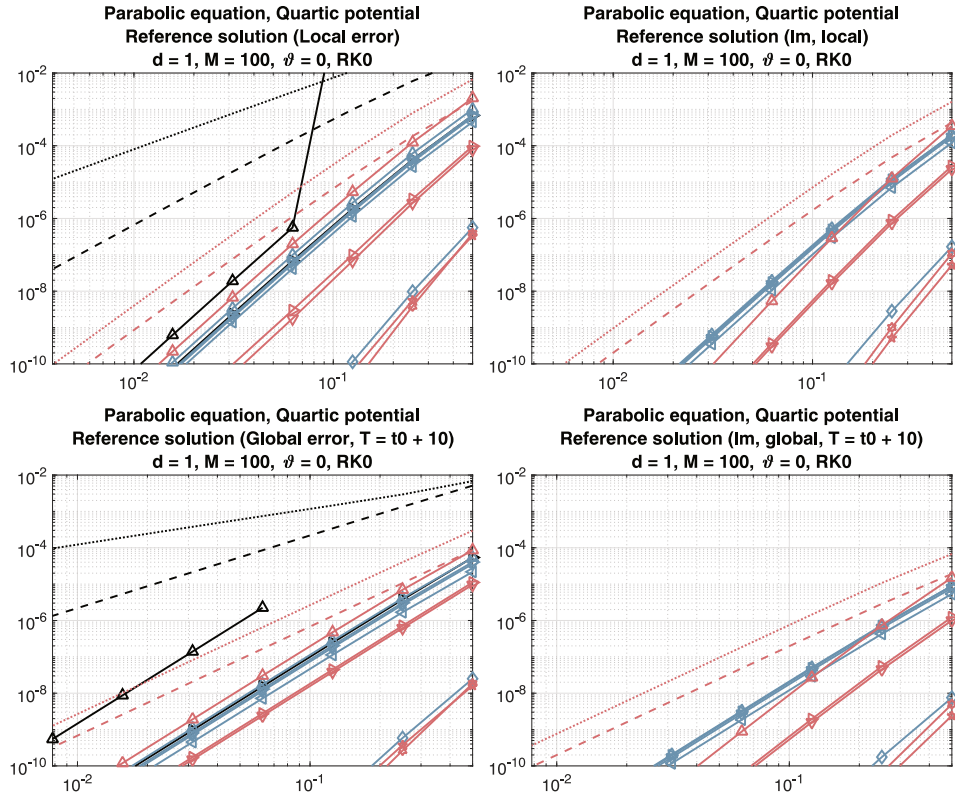 Parabolic equation, Quartic potential
Reference solution (Local error)
d = 1, M = 100, ϑ = 0, RK0
10^-2
10^-4
10^-6
10^-8
10^-10
10^-2
10^-1
Parabolic equation, Quartic potential
Reference solution (Im, local)
d = 1, M = 100, ϑ = 0, RK0
10^-2
10^-4
10^-6
10^-8
10^-10
10^-2
10^-1
Parabolic equation, Quartic potential
Reference solution (Global error, T = t0 + 10)
d = 1, M = 100, ϑ = 0, RK0
10^-2
10^-4
10^-6
10^-8
10^-10
10^-2
10^-1
Parabolic equation, Quartic potential
Reference solution (Im, global, T = t0 + 10)
d = 1, M = 100, ϑ = 0, RK0
10^-2
10^-4
10^-6
10^-8
10^-10
10^-2
10^-1